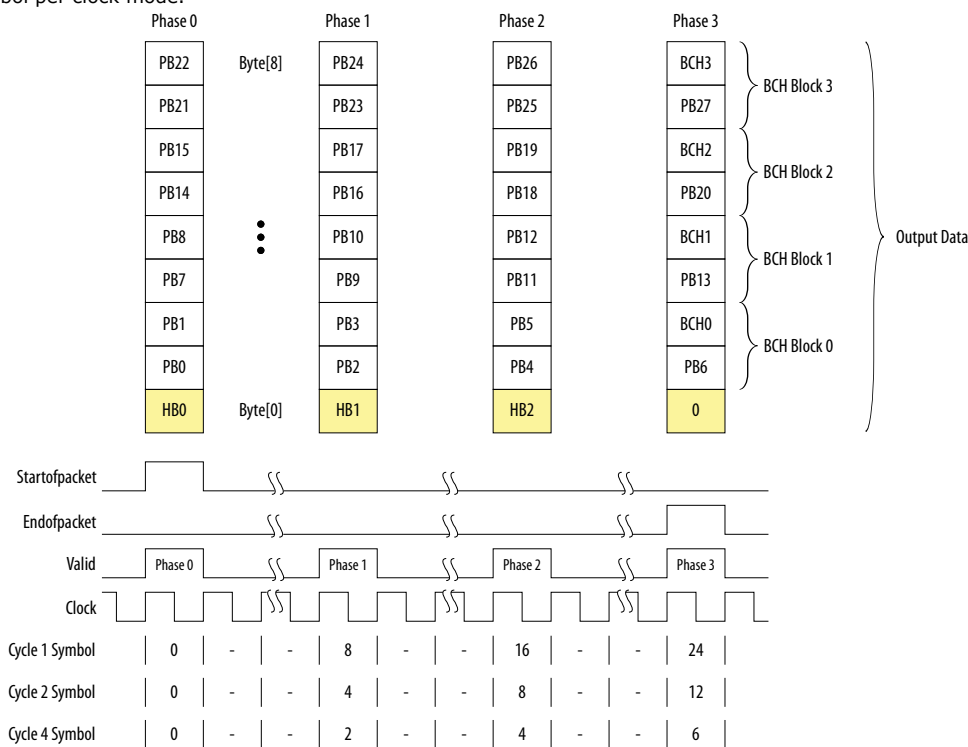 bol per clock mode.
Phase 0 Phase 1 Phase 2 Phase 3
PB22 Byte[8] PB24 PB26 BCH3
BCH Block 3
PB21 PB23 PB25 PB27
PB15 PB17 PB19 BCH2
BCH Block 2
PB14 PB16 PB18 PB20
PB8 PB10 PB12 BCH1 Output Data
BCH Block 1
PB7 PB9 PB11 PB13
PB1 PB3 PB5 BCH0
BCH Block 0
PB0 PB2 PB4 PB6
HB0 Byte[0] HB1 HB2 0
Startofpacket
Endofpacket
Valid Phase 0 Phase 1 Phase 2 Phase 3
Clock
Cycle 1 Symbol 0 - - 8 - - 16 - - 24
Cycle 2 Symbol 0 - - 4 - - 8 - - 12
Cycle 4 Symbol 0 - - 2 - - 4 - - 6